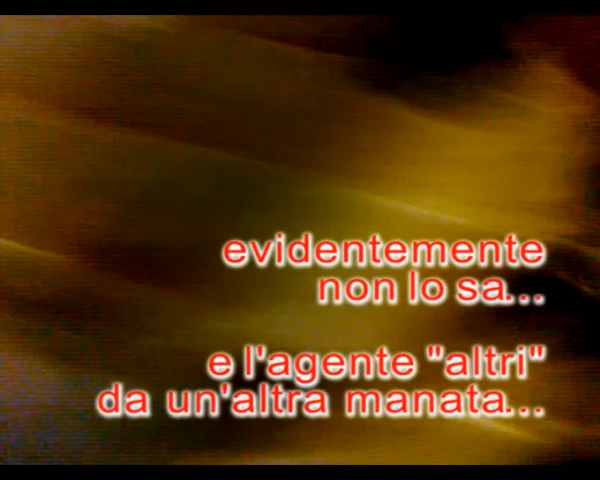 evidentemente
non lo sa...
e l'agente "altri"
da un'altra manata...